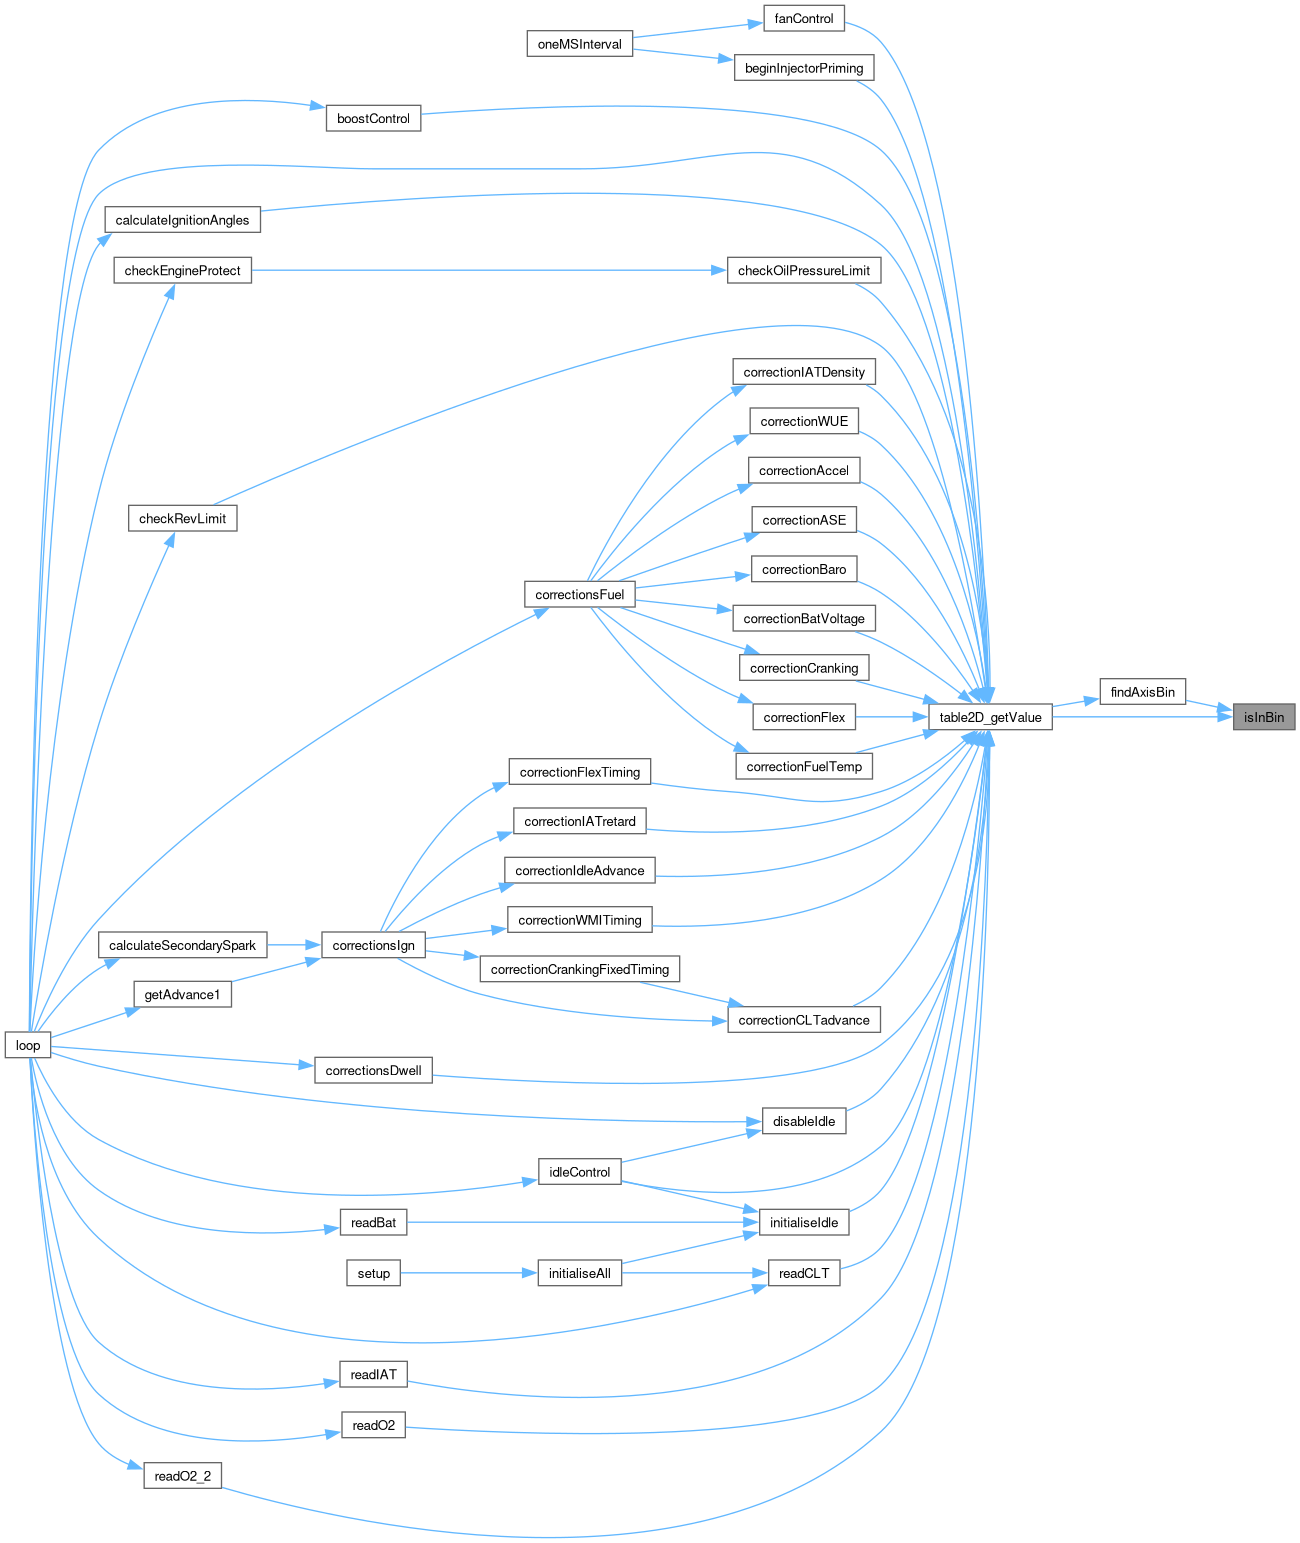 fanControl
oneMSInterval
beginInjectorPriming
boostControl
calculateIgnitionAngles
checkEngineProtect
checkOilPressureLimit
correctionIATDensity
correctionWUE
correctionAccel
checkRevLimit
correctionASE
correctionBaro
correctionsFuel
correctionBatVoltage
correctionCranking
findAxisBin
correctionFlex
table2D_getValue
isInBin
correctionFuelTemp
correctionFlexTiming
correctionIATretard
correctionIdleAdvance
correctionWMITiming
calculateSecondarySpark
correctionsIgn
correctionCrankingFixedTiming
getAdvance1
correctionCLTadvance
loop
correctionsDwell
disableIdle
idleControl
readBat
initialiseIdle
setup
initialiseAll
readCLT
readIAT
readO2
readO2_2